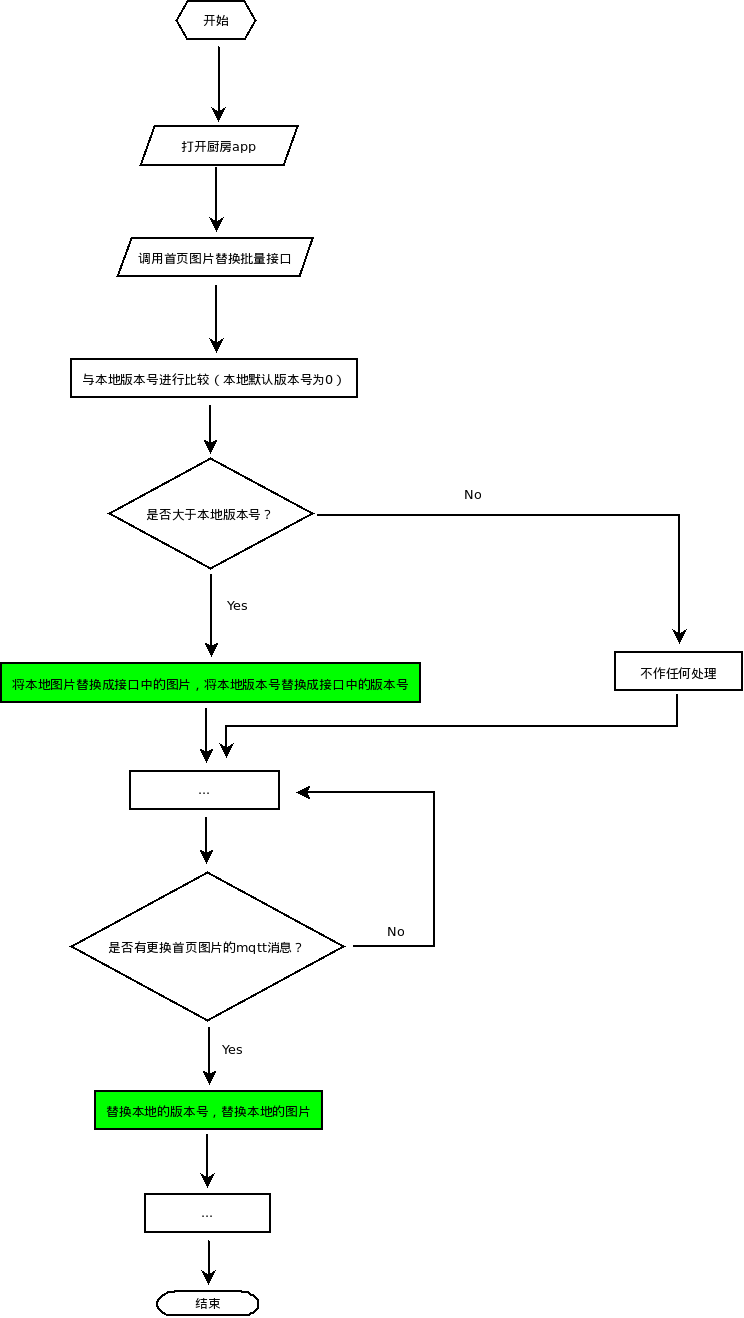 开始
打开厨房app
调用首页图片替换批量接口
与本地版本号进行比较（本地默认版本号为0）
是否大于本地版本号？
No
Yes
将本地图片替换成接口中的图片，将本地版本号替换成接口中的版本号
不作任何处理
...
是否有更换首页图片的mqtt消息？
No
Yes
替换本地的版本号，替换本地的图片
...
结束